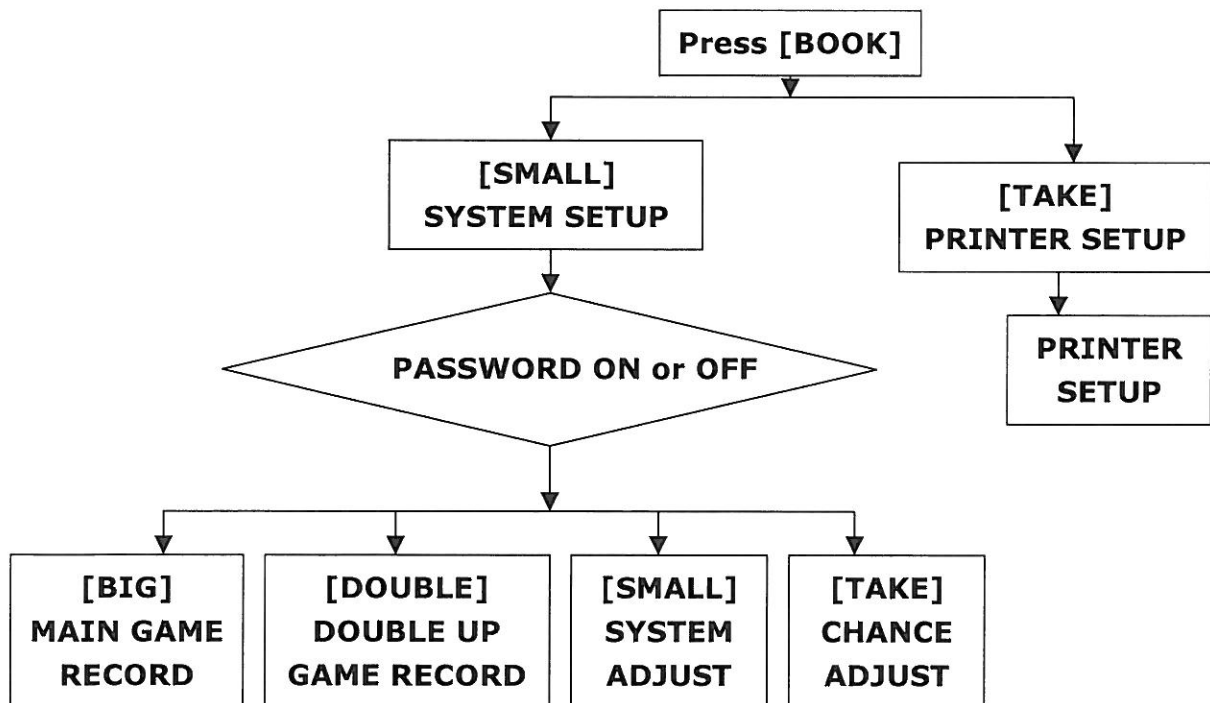 Press [BOOK]
[SMALL]
SYSTEM SETUP
[TAKE]
PRINTER SETUP
PASSWORD ON or OFF
PRINTER
SETUP
[BIG]
MAIN GAME
RECORD
[DOUBLE]
DOUBLE UP
GAME RECORD
[SMALL]
SYSTEM
ADJUST
[TAKE]
CHANCE
ADJUST